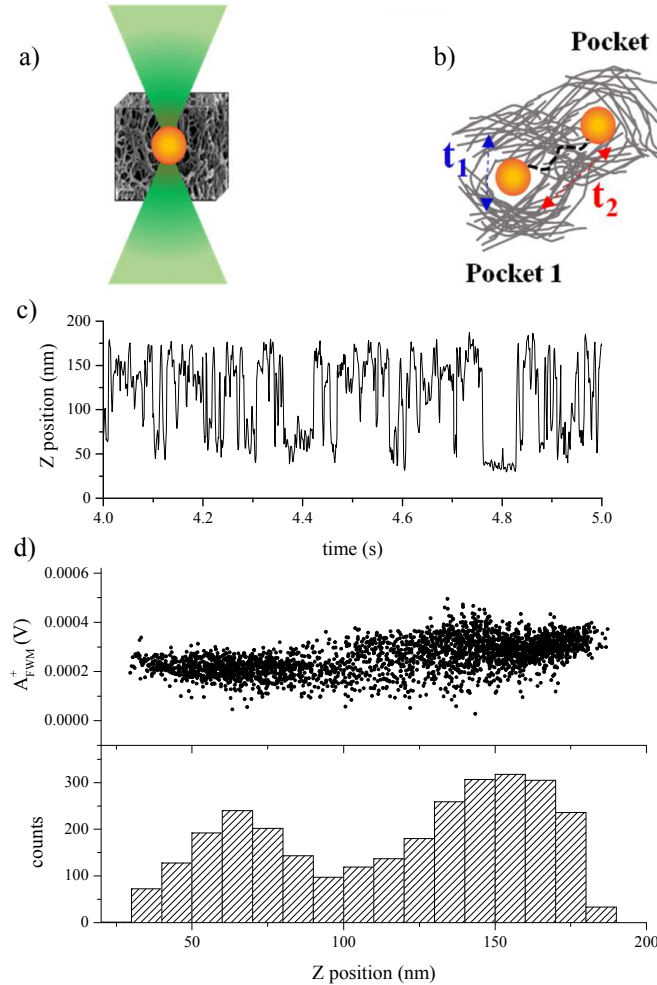 a)
b)
Pocket
t1
t2
Pocket 1
c)
200
150
100
50
0
Z position (nm)
4.0 4.2 4.4 4.6 4.8 5.0
time (s)
d)
0.0006
0.0004
0.0002
0.0000
A+FWM (V)
300
200
100
0
counts
50 100 150 200
Z position (nm)